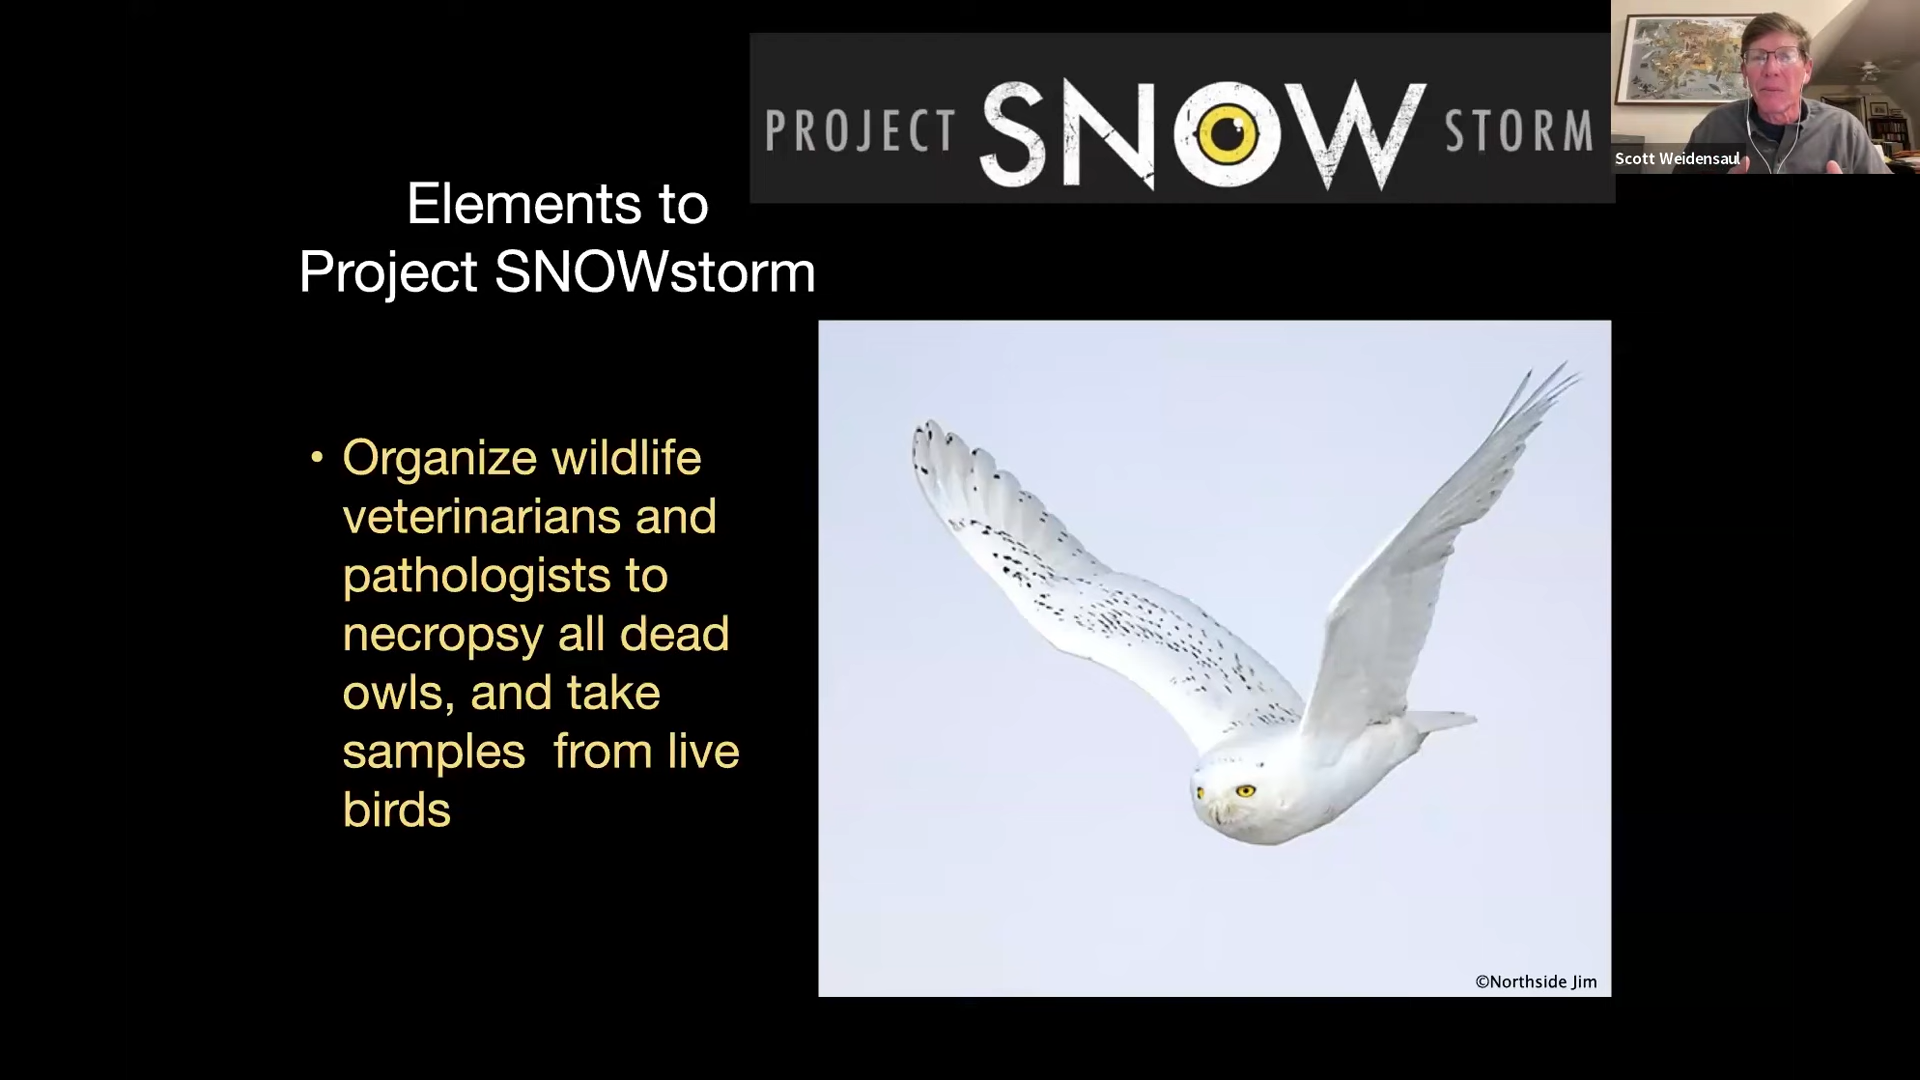 PROJECT SNOW STORM
Scott Weidensaul
Elements to
Project SNOWstorm
• Organize wildlife
veterinarians and
pathologists to
necropsy all dead
owls, and take
samples  from live
birds
©Northside Jim